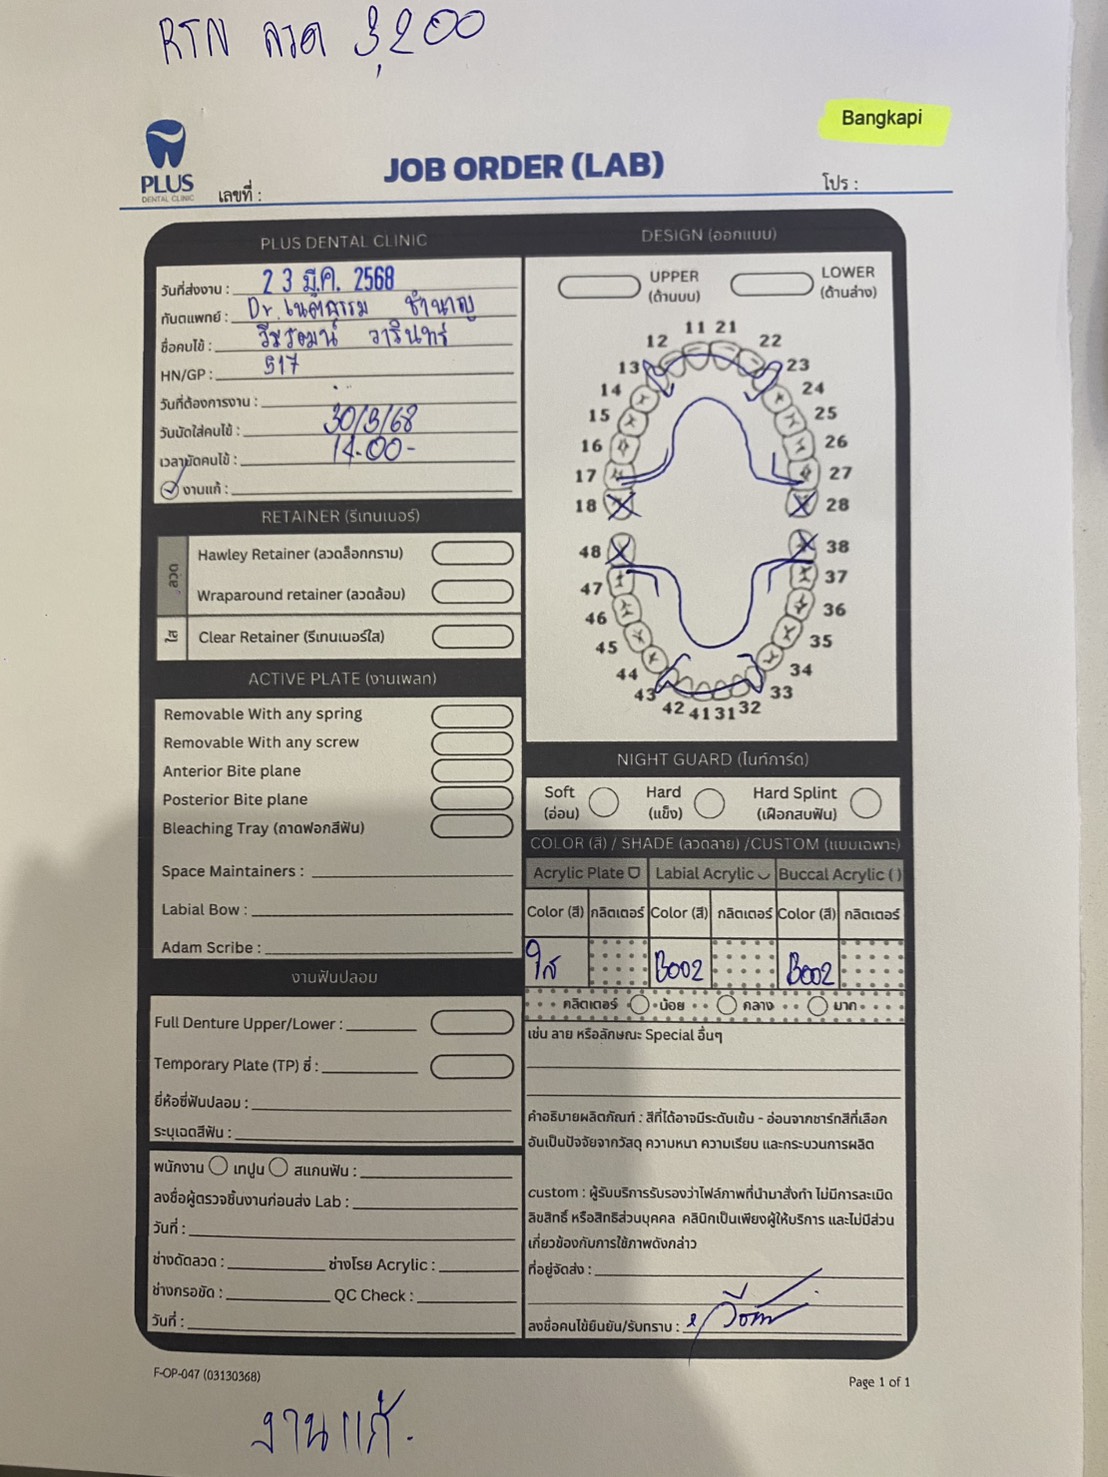 RTN ลวด 3,200
Bangkapi
PLUS
DENTAL CLINIC
เลขที่ :
JOB ORDER (LAB)
โปร :
PLUS DENTAL CLINIC
วันที่ส่งงาน : 23 มี.ค. 2568
ทันตแพทย์ : Dr. เนติธรรม ชำนาญ
ชื่อคนไข้ : วีรวัฒน์ วารินทร์
HN/GP : 517
วันที่ต้องการงาน :
วันนัดใส่คนไข้ : 30/3/68
เวลานัดคนไข้ : 14.00-
งานแก้ :
RETAINER (รีเทนเนอร์)
ลวด
Hawley Retainer (ลวดล็อกกราม)
Wraparound retainer (ลวดล้อม)
ใส
Clear Retainer (รีเทนเนอร์ใส)
ACTIVE PLATE (งานเพลท)
Removable With any spring
Removable With any screw
Anterior Bite plane
Posterior Bite plane
Bleaching Tray (ถาดฟอกสีฟัน)
Space Maintainers :
Labial Bow :
Adam Scribe :
งานฟันปลอม
Full Denture Upper/Lower :
Temporary Plate (TP) ซี่ :
ยี่ห้อซี่ฟันปลอม :
ระบุเฉดสีฟัน :
พนักงาน เทปูน สแกนฟัน :
ลงชื่อผู้ตรวจชิ้นงานก่อนส่ง Lab :
วันที่ :
ช่างดัดลวด : ช่างโรย Acrylic :
ช่างกรอขัด : QC Check :
วันที่ :
DESIGN (ออกแบบ)
UPPER
(ด้านบน)
LOWER
(ด้านล่าง)
11 21
12 22
13 23
14 24
15 25
16 26
17 27
18 28
48 38
47 37
46 36
45 35
44 34
43 33
42 41 31 32
NIGHT GUARD (ไนท์การ์ด)
Soft
(อ่อน)
Hard
(แข็ง)
Hard Splint
(เฝือกสบฟัน)
COLOR (สี) / SHADE (ลวดลาย) /CUSTOM (แบบเฉพาะ)
Acrylic Plate Labial Acrylic Buccal Acrylic ( )
Color (สี) กลิตเตอร์ Color (สี) กลิตเตอร์ Color (สี) กลิตเตอร์
ใส B002 B002
กลิตเตอร์ น้อย กลาง มาก
เช่น ลาย หรือลักษณะ Special อื่นๆ
คำอธิบายผลิตภัณฑ์ : สีที่ได้อาจมีระดับเข้ม - อ่อนจากชาร์ทสีที่เลือก
อันเป็นปัจจัยจากวัสดุ ความหนา ความเรียบ และกระบวนการผลิต
custom : ผู้รับบริการรับรองว่าไฟล์ภาพที่นำมาสั่งทำ ไม่มีการละเมิด
ลิขสิทธิ์ หรือสิทธิส่วนบุคคล คลินิกเป็นเพียงผู้ให้บริการ และไม่มีส่วน
เกี่ยวข้องกับการใช้ภาพดังกล่าว
ที่อยู่จัดส่ง :
ลงชื่อคนไข้ยืนยัน/รับทราบ :
F-OP-047 (03130368)
Page 1 of 1
งานแก้.